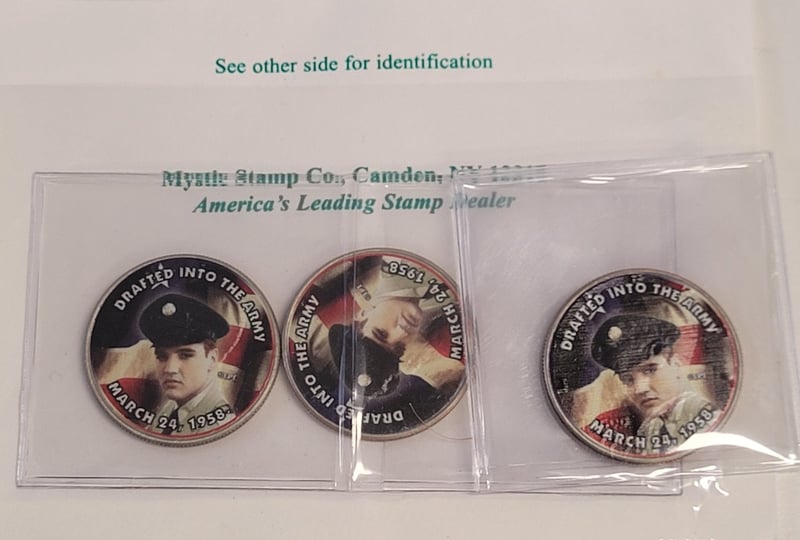 See other side for identification
Mystic Stamp Co., Camden, NY
America's Leading Stamp Dealer
DRAFTED INTO THE ARMY
MARCH 24, 1958
DRAFTED INTO THE ARMY
MARCH 24, 1958
DRAFTED INTO THE ARMY
MARCH 24, 1958